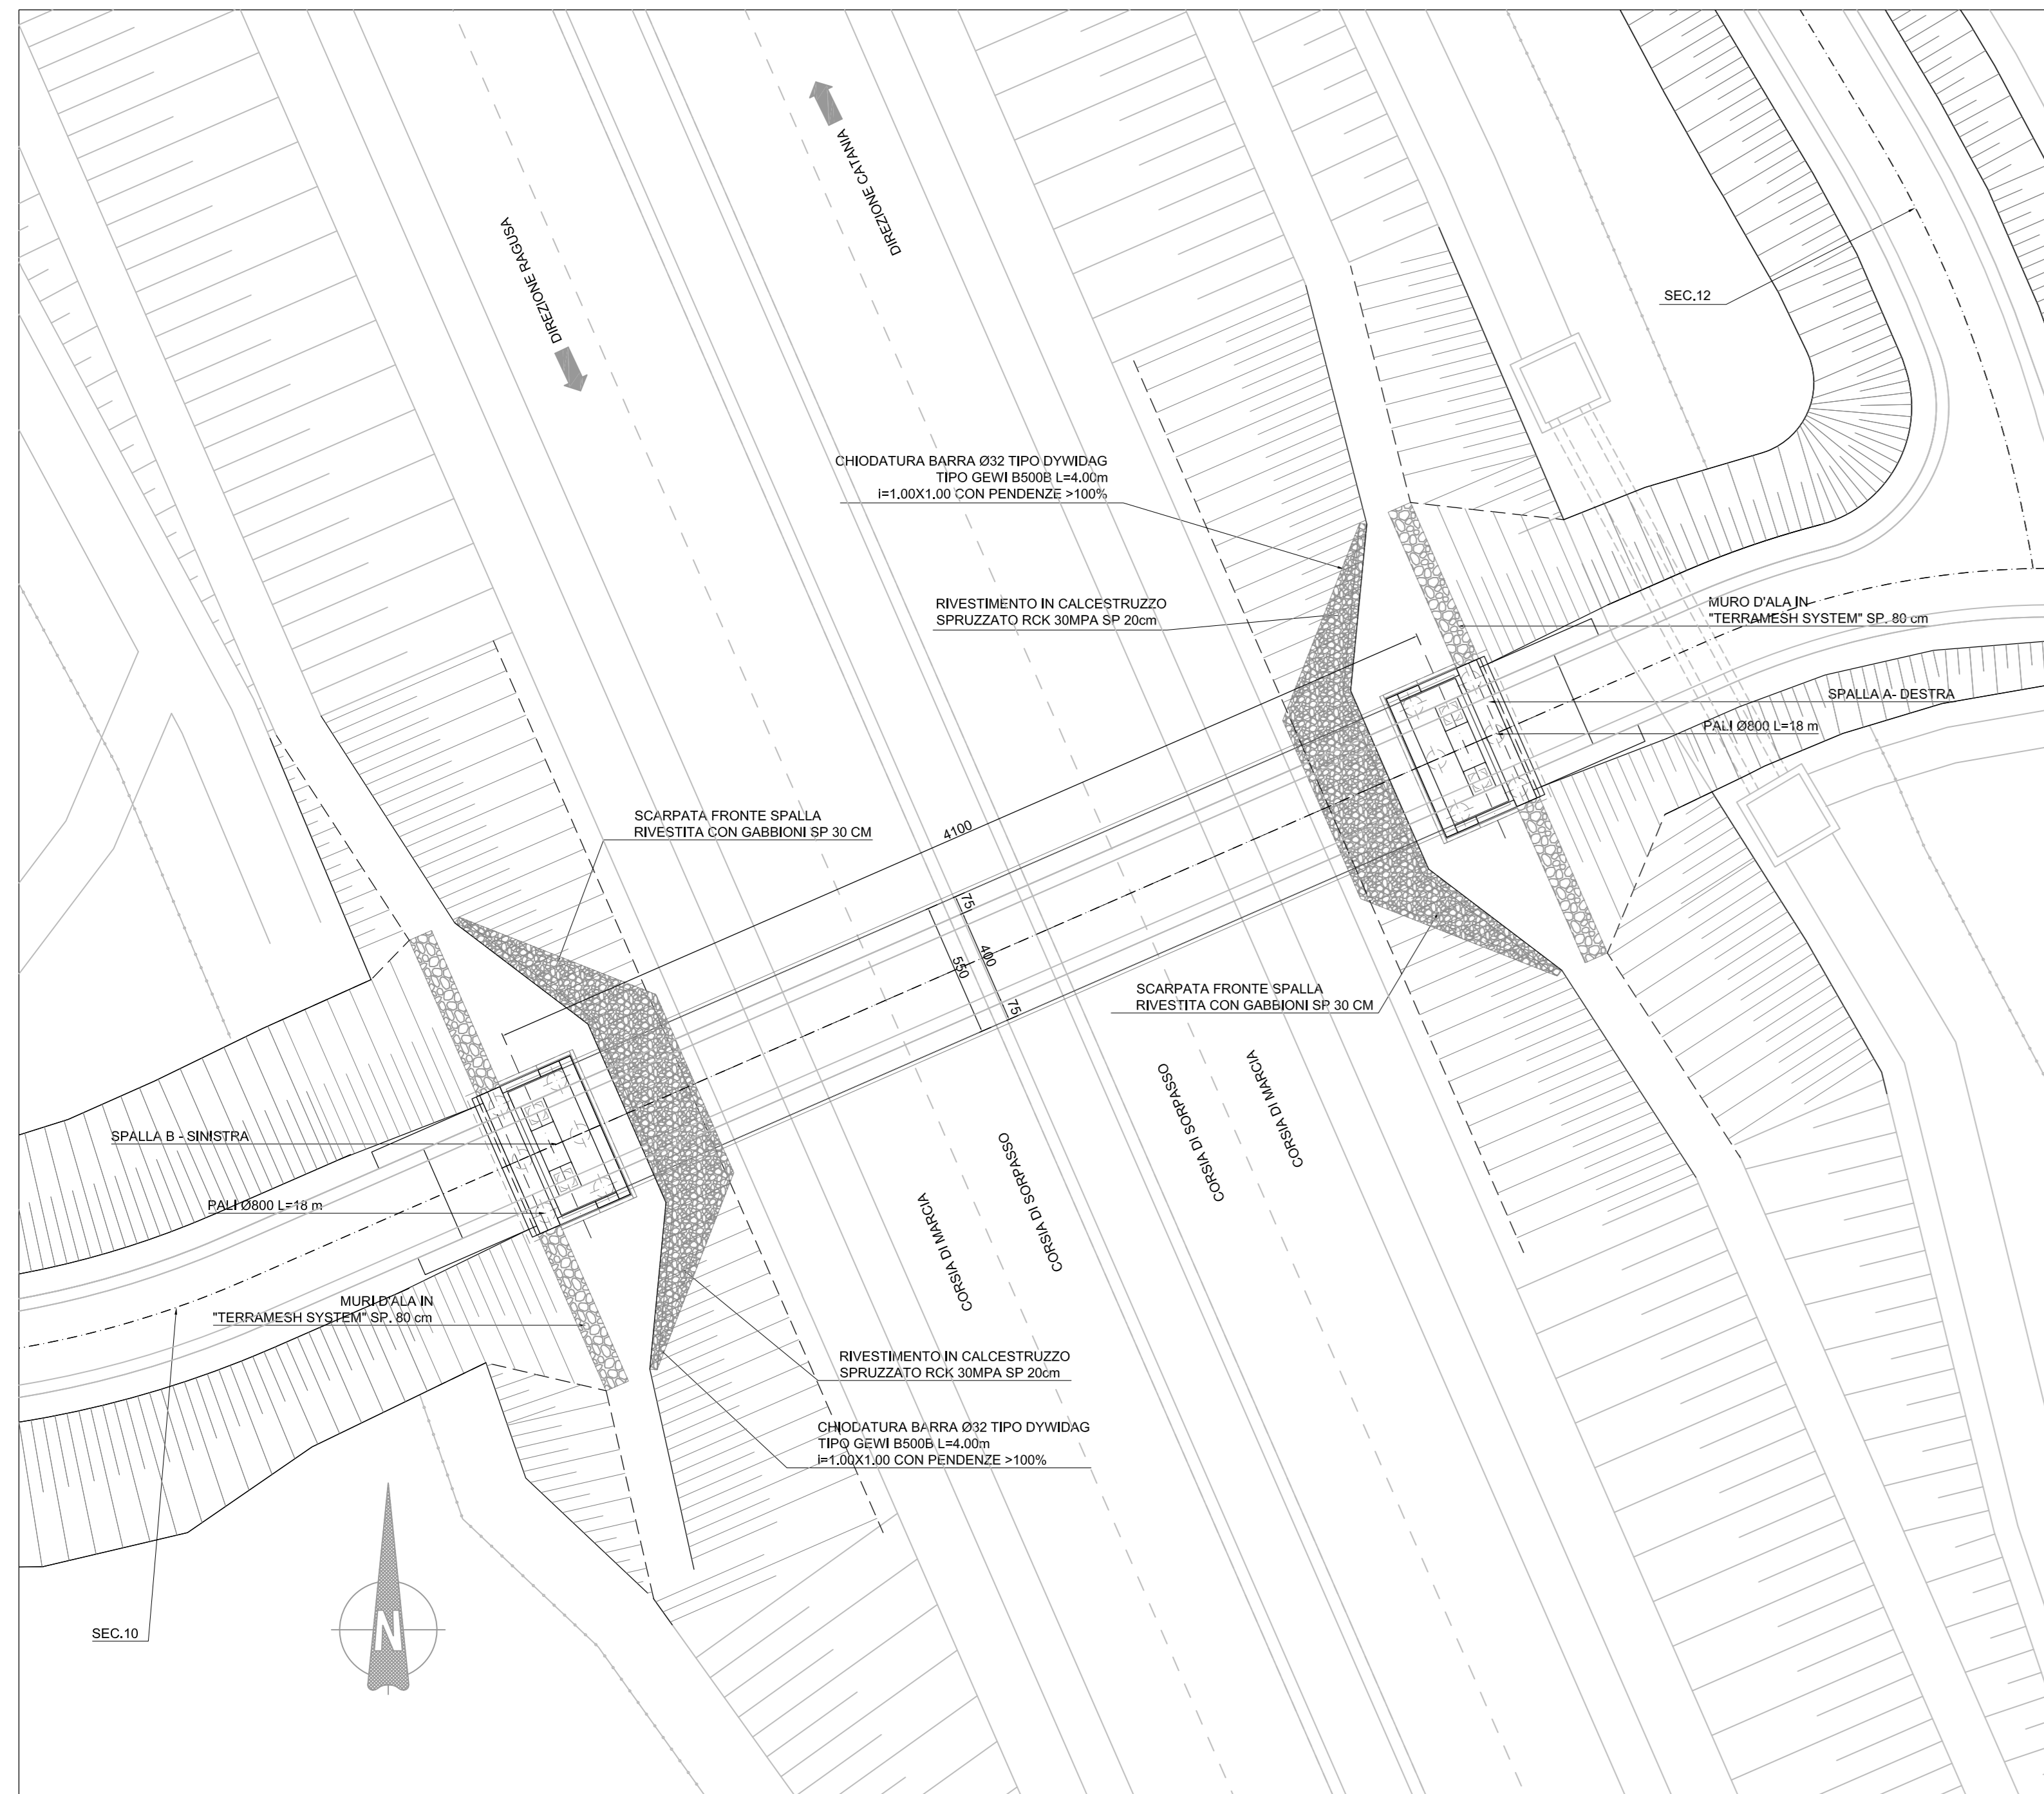 DIREZIONE CATANIA
DIREZIONE RAGUSA
SEC.12
CHIODATURA BARRA Ø32 TIPO DYWIDAG
TIPO GEWI B500B L=4.00m
i=1.00X1.00 CON PENDENZE >100%
RIVESTIMENTO IN CALCESTRUZZO
SPRUZZATO RCK 30MPA SP 20cm
MURO D'ALA IN
"TERRAMESH SYSTEM" SP. 80 cm
SPALLA A- DESTRA
PALI Ø800 L=18 m
SCARPATA FRONTE SPALLA
RIVESTITA CON GABBIONI SP 30 CM
4100
75
400
550
75
SCARPATA FRONTE SPALLA
RIVESTITA CON GABBIONI SP 30 CM
CORSIA DI MARCIA
CORSIA DI SORPASSO
CORSIA DI SORPASSO
CORSIA DI MARCIA
SPALLA B - SINISTRA
PALI Ø800 L=18 m
MURI D'ALA IN
"TERRAMESH SYSTEM" SP. 80 cm
RIVESTIMENTO IN CALCESTRUZZO
SPRUZZATO RCK 30MPA SP 20cm
CHIODATURA BARRA Ø32 TIPO DYWIDAG
TIPO GEWI B500B L=4.00m
i=1.00X1.00 CON PENDENZE >100%
SEC.10
N